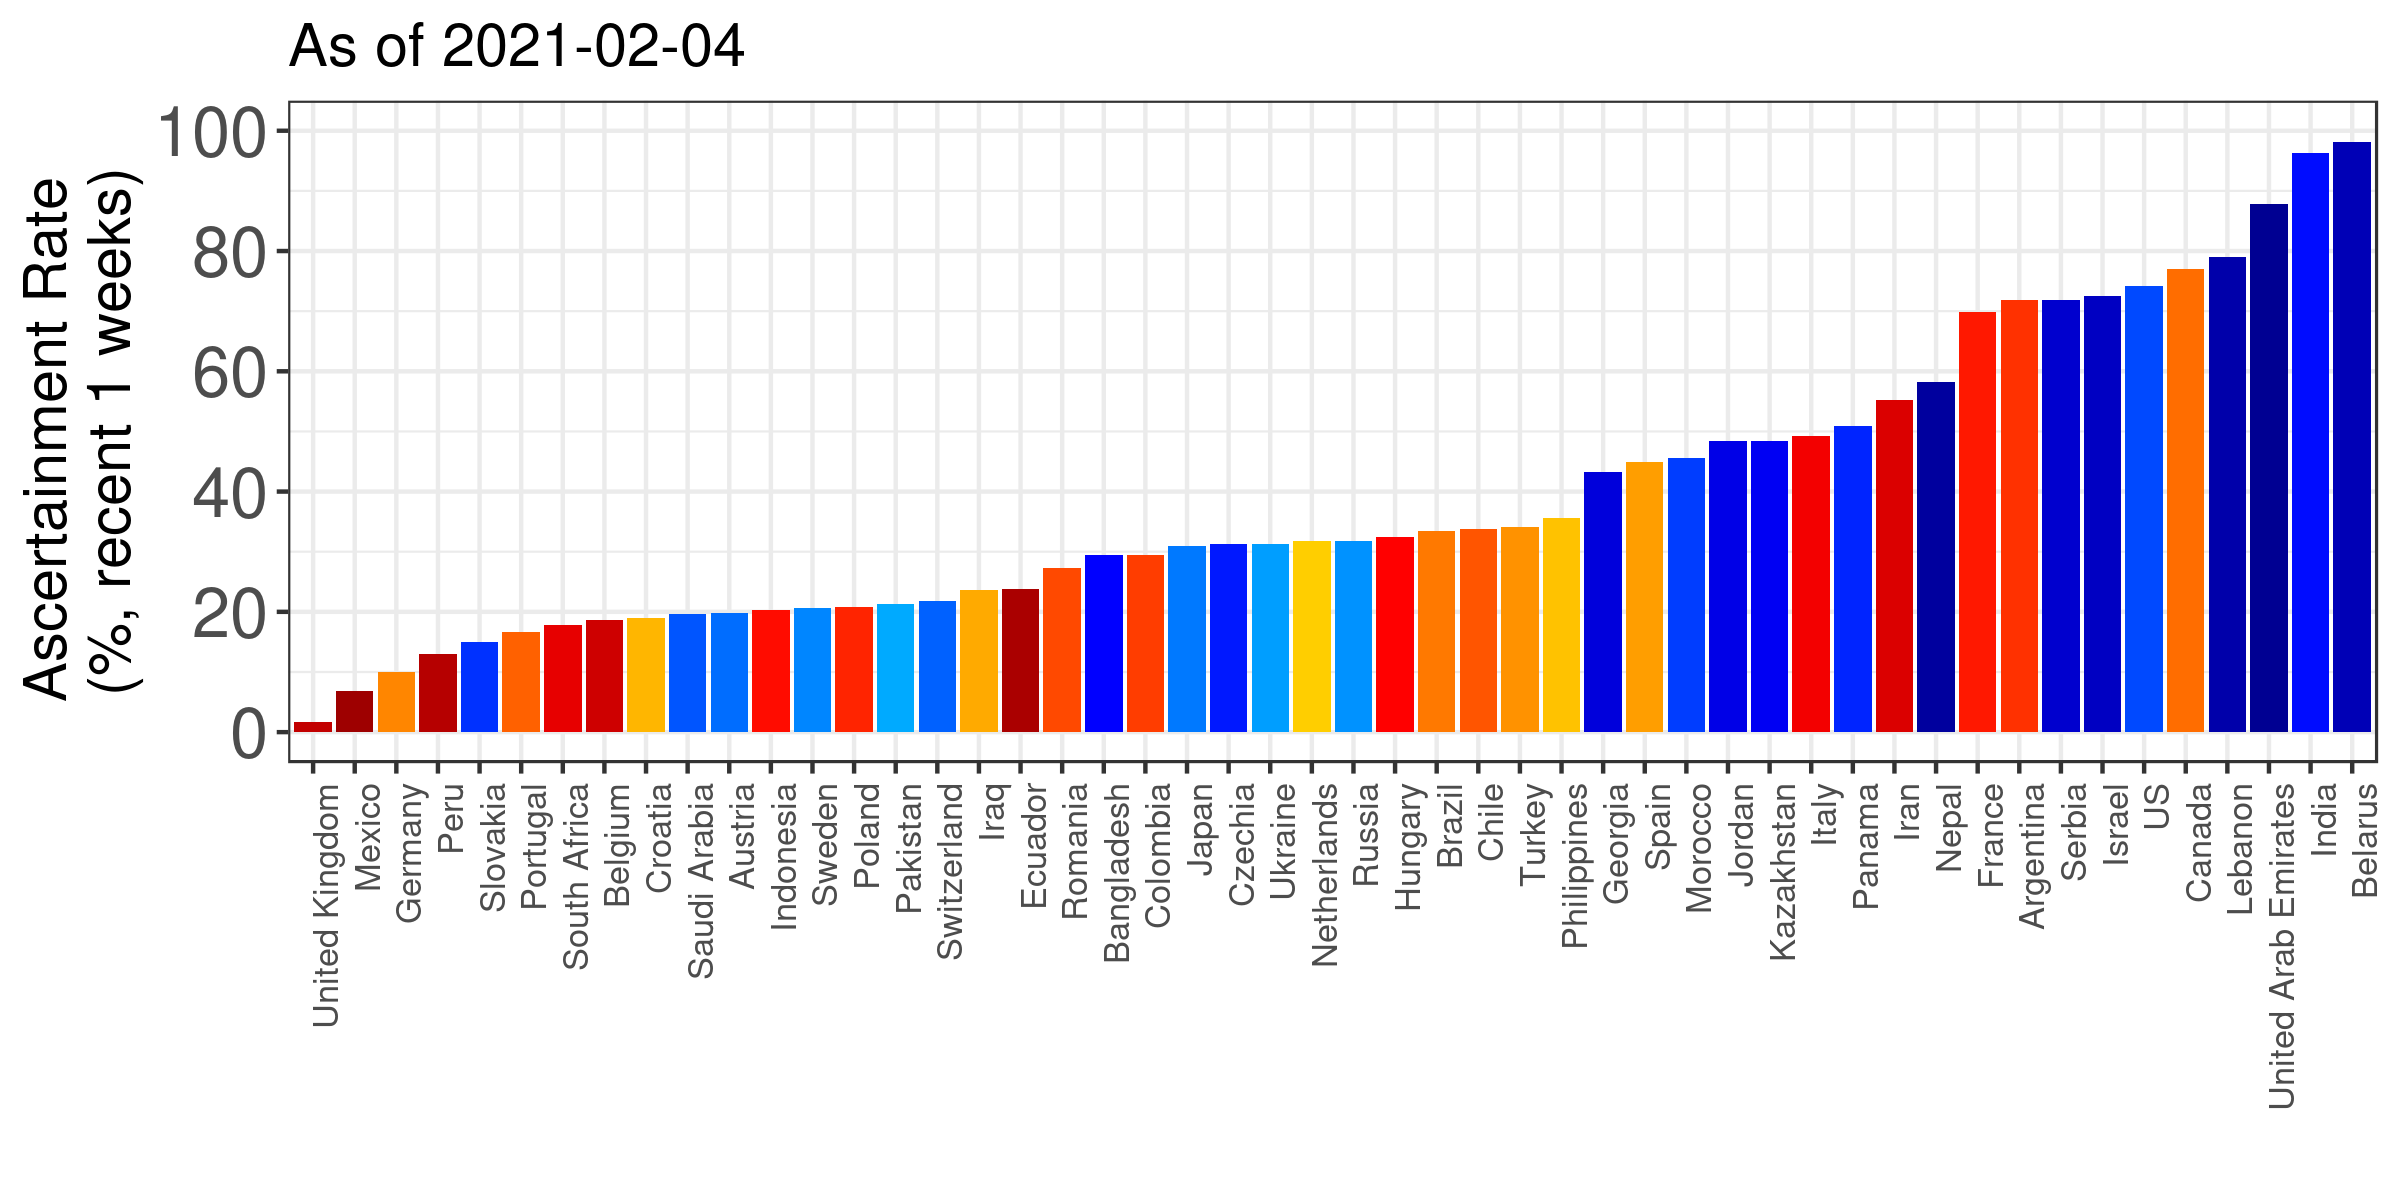 As of 2021-02-04
Ascertainment Rate
(%, recent 1 weeks)
100
80
60
40
20
0
United Kingdom
Mexico
Germany
Peru
Slovakia
Portugal
South Africa
Belgium
Croatia
Saudi Arabia
Austria
Indonesia
Sweden
Poland
Pakistan
Switzerland
Iraq
Ecuador
Romania
Bangladesh
Colombia
Japan
Czechia
Ukraine
Netherlands
Russia
Hungary
Brazil
Chile
Turkey
Philippines
Georgia
Spain
Morocco
Jordan
Kazakhstan
Italy
Panama
Iran
Nepal
France
Argentina
Serbia
Israel
US
Canada
Lebanon
United Arab Emirates
India
Belarus